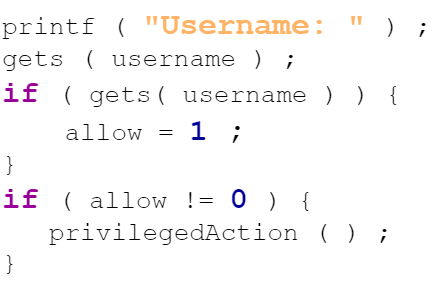 printf ( "Username: " ) ;
gets ( username ) ;
if ( gets( username ) ) {
allow = 1 ;
}
if ( allow != 0 ) {
privilegedAction ( ) ;
}